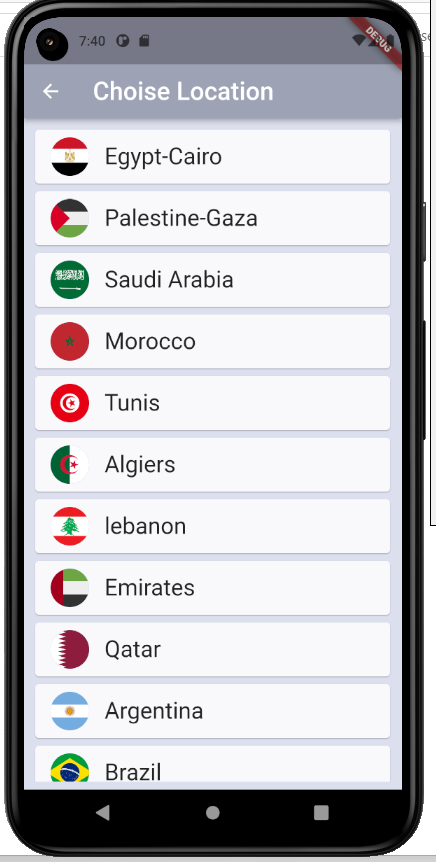 7:40
DEBUG
Choise Location
Egypt-Cairo
Palestine-Gaza
Saudi Arabia
Morocco
Tunis
Algiers
lebanon
Emirates
Qatar
Argentina
Brazil